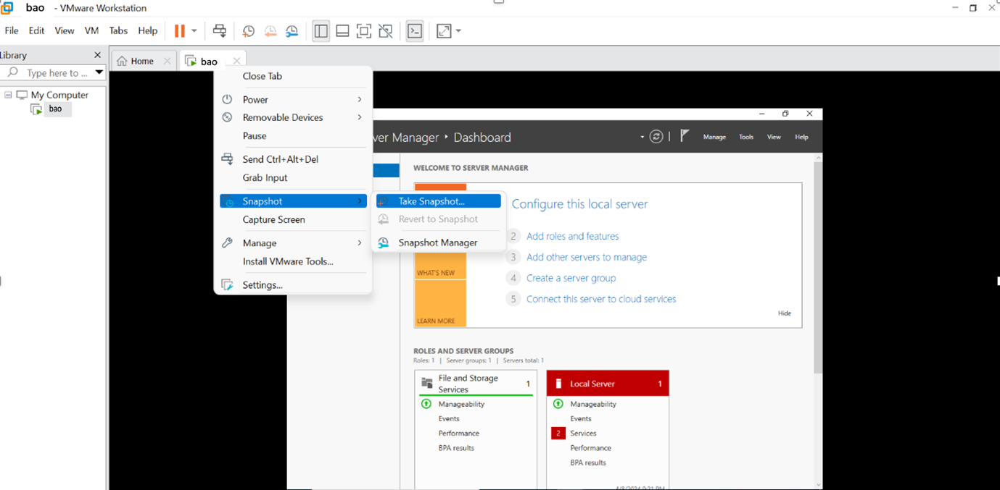 bao - VMware Workstation
File Edit View VM Tabs Help
Library
Type here to ...
My Computer
bao
Home
bao
Close Tab
Power
Removable Devices
Pause
Send Ctrl+Alt+Del
Grab Input
Snapshot
Capture Screen
Manage
Install VMware Tools...
Settings...
Take Snapshot...
Revert to Snapshot
Snapshot Manager
Dashboard
Manage Tools View Help
WELCOME TO SERVER MANAGER
Configure this local server
2 Add roles and features
3 Add other servers to manage
4 Create a server group
5 Connect this server to cloud services
WHAT'S NEW
LEARN MORE
Hide
ROLES AND SERVER GROUPS
Roles: 1 | Server groups: 1 | Servers total: 1
File and Storage
Services
1
Manageability
Events
Performance
BPA results
Local Server 1
Manageability
Events
2 Services
Performance
BPA results
4/8/2024 9:21 PM